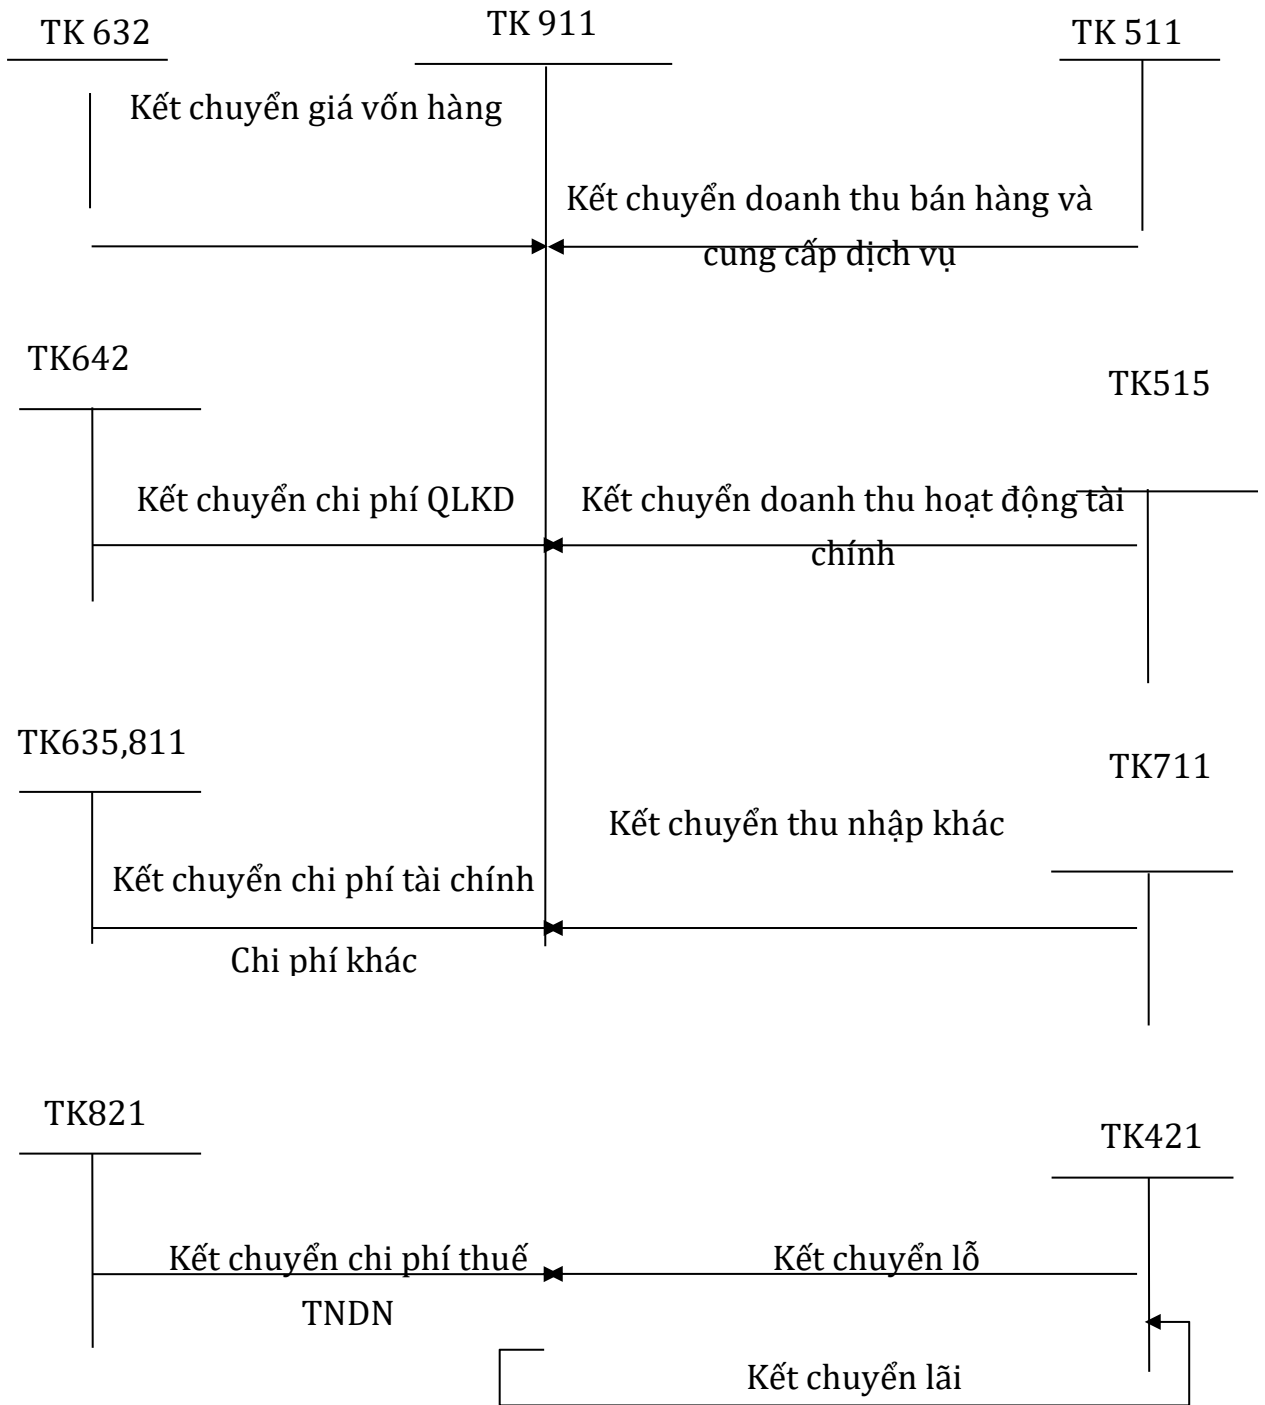 TK 632
TK 911
TK 511
Kết chuyển giá vốn hàng
Kết chuyển doanh thu bán hàng và
cung cấp dịch vụ
TK642
TK515
Kết chuyển chi phí QLKD
Kết chuyển doanh thu hoạt động tài
chính
TK635,811
TK711
Kết chuyển thu nhập khác
Kết chuyển chi phí tài chính
Chi phí khác
TK821
TK421
Kết chuyển chi phí thuế
TNDN
Kết chuyển lỗ
Kết chuyển lãi